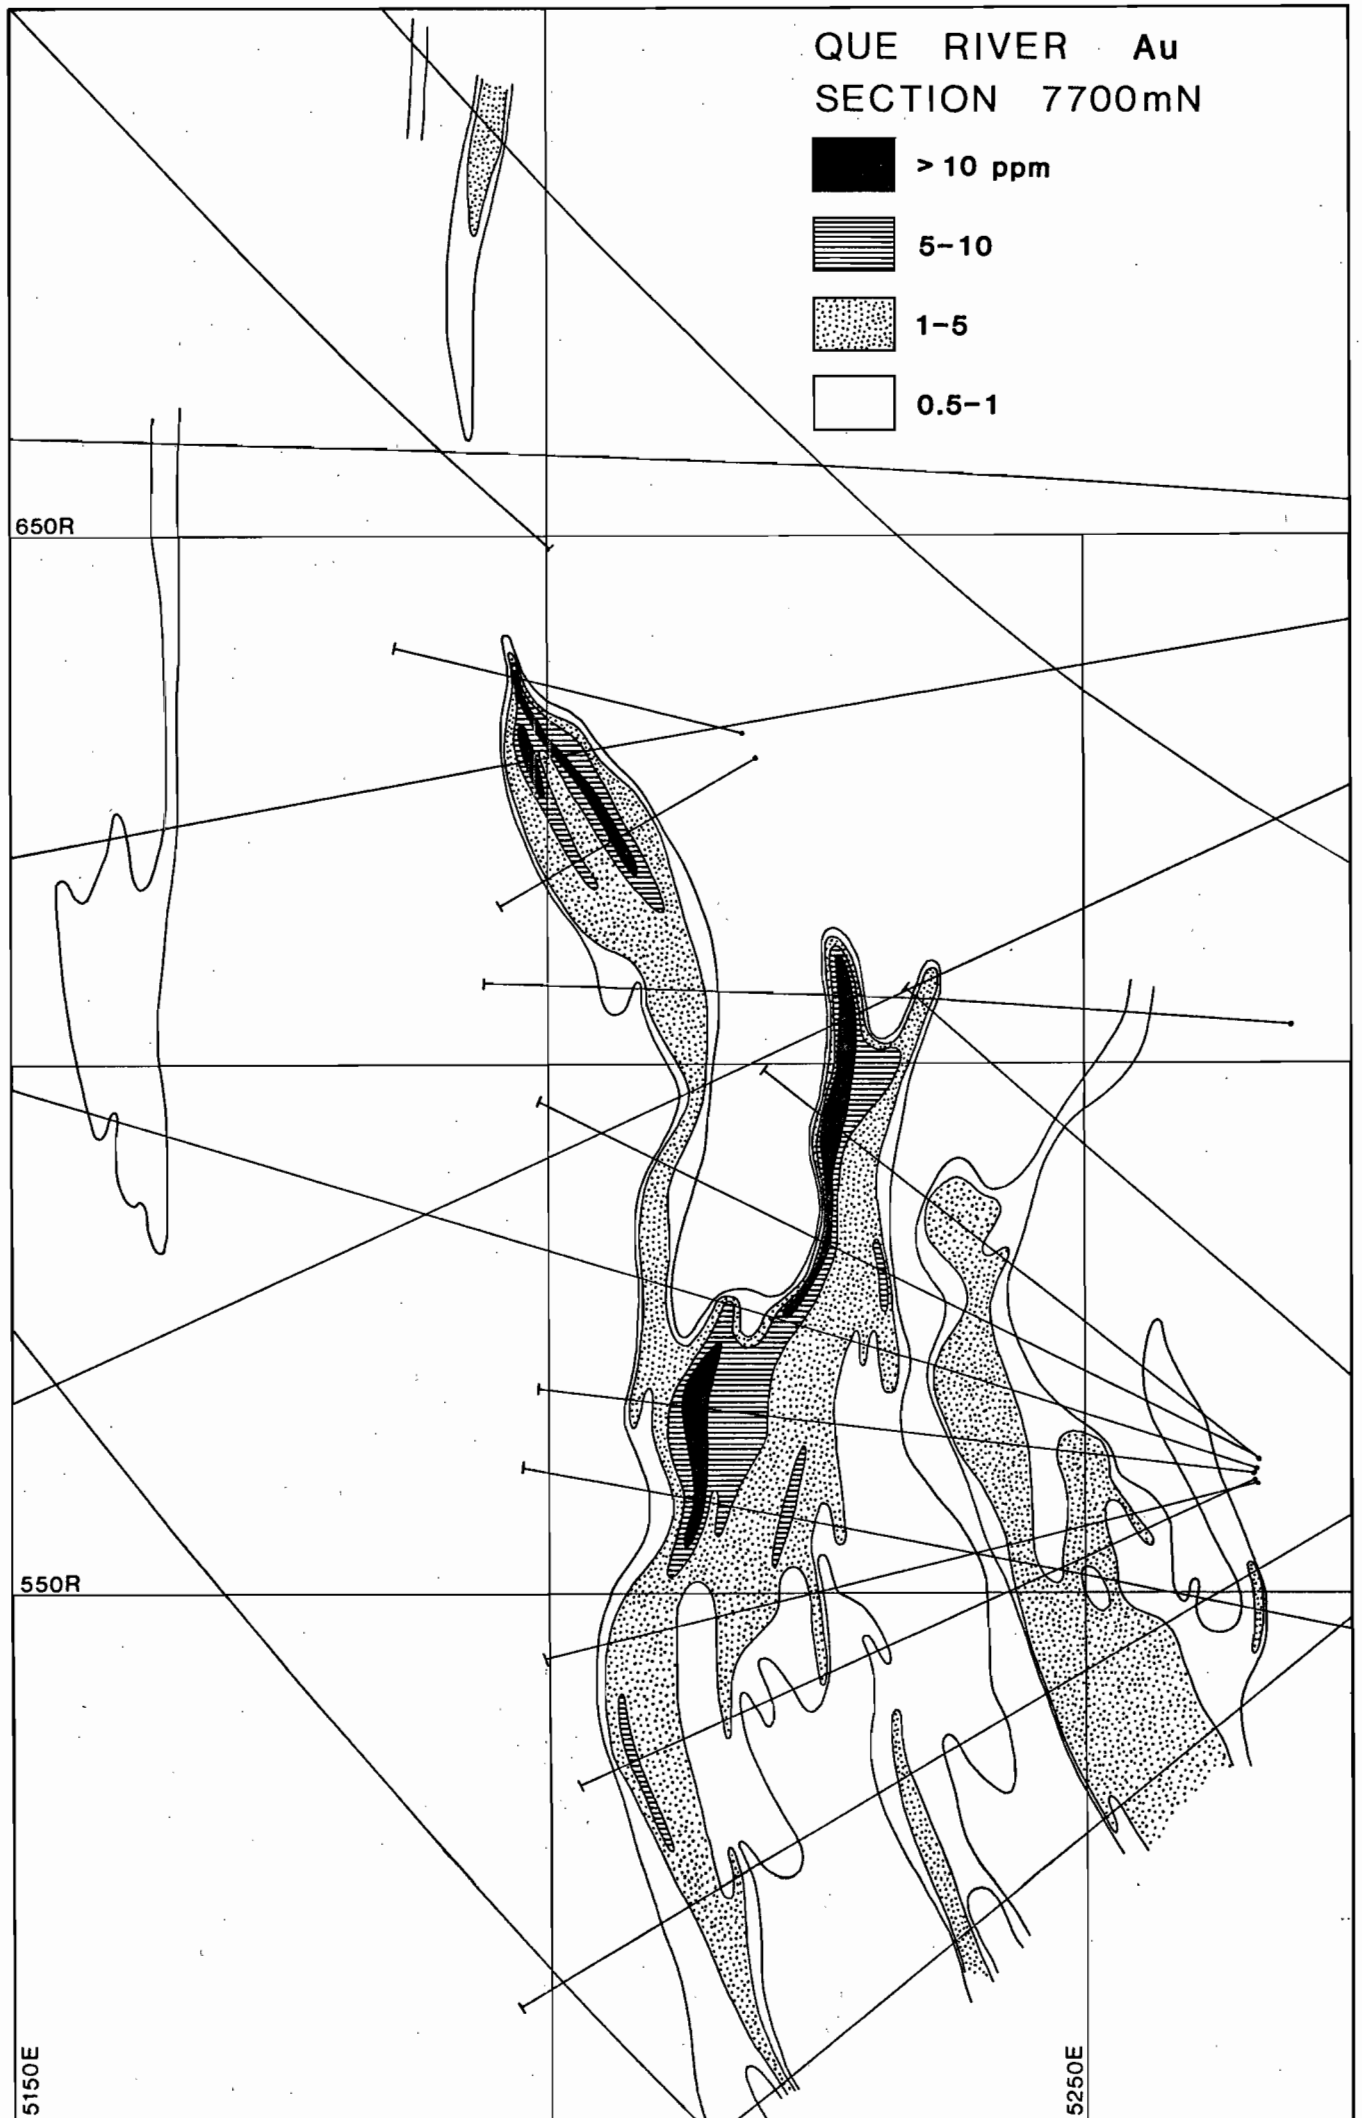 QUE RIVER Au
SECTION 7700mN
> 10 ppm
5-10
1-5
0.5-1
650R
550R
5150E
5250E